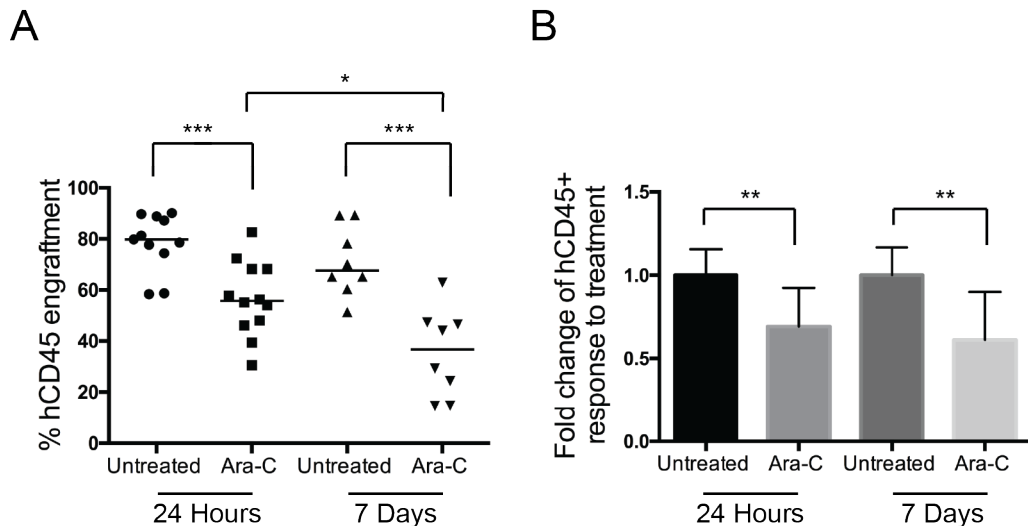 A
B
*
***
***
% hCD45 engraftment
100
80
60
40
20
0
Untreated
Ara-C
Untreated
Ara-C
24 Hours
7 Days
Fold change of hCD45+
response to treatment
**
**
1.5
1.0
0.5
0.0
Untreated
Ara-C
Untreated
Ara-C
24 Hours
7 Days